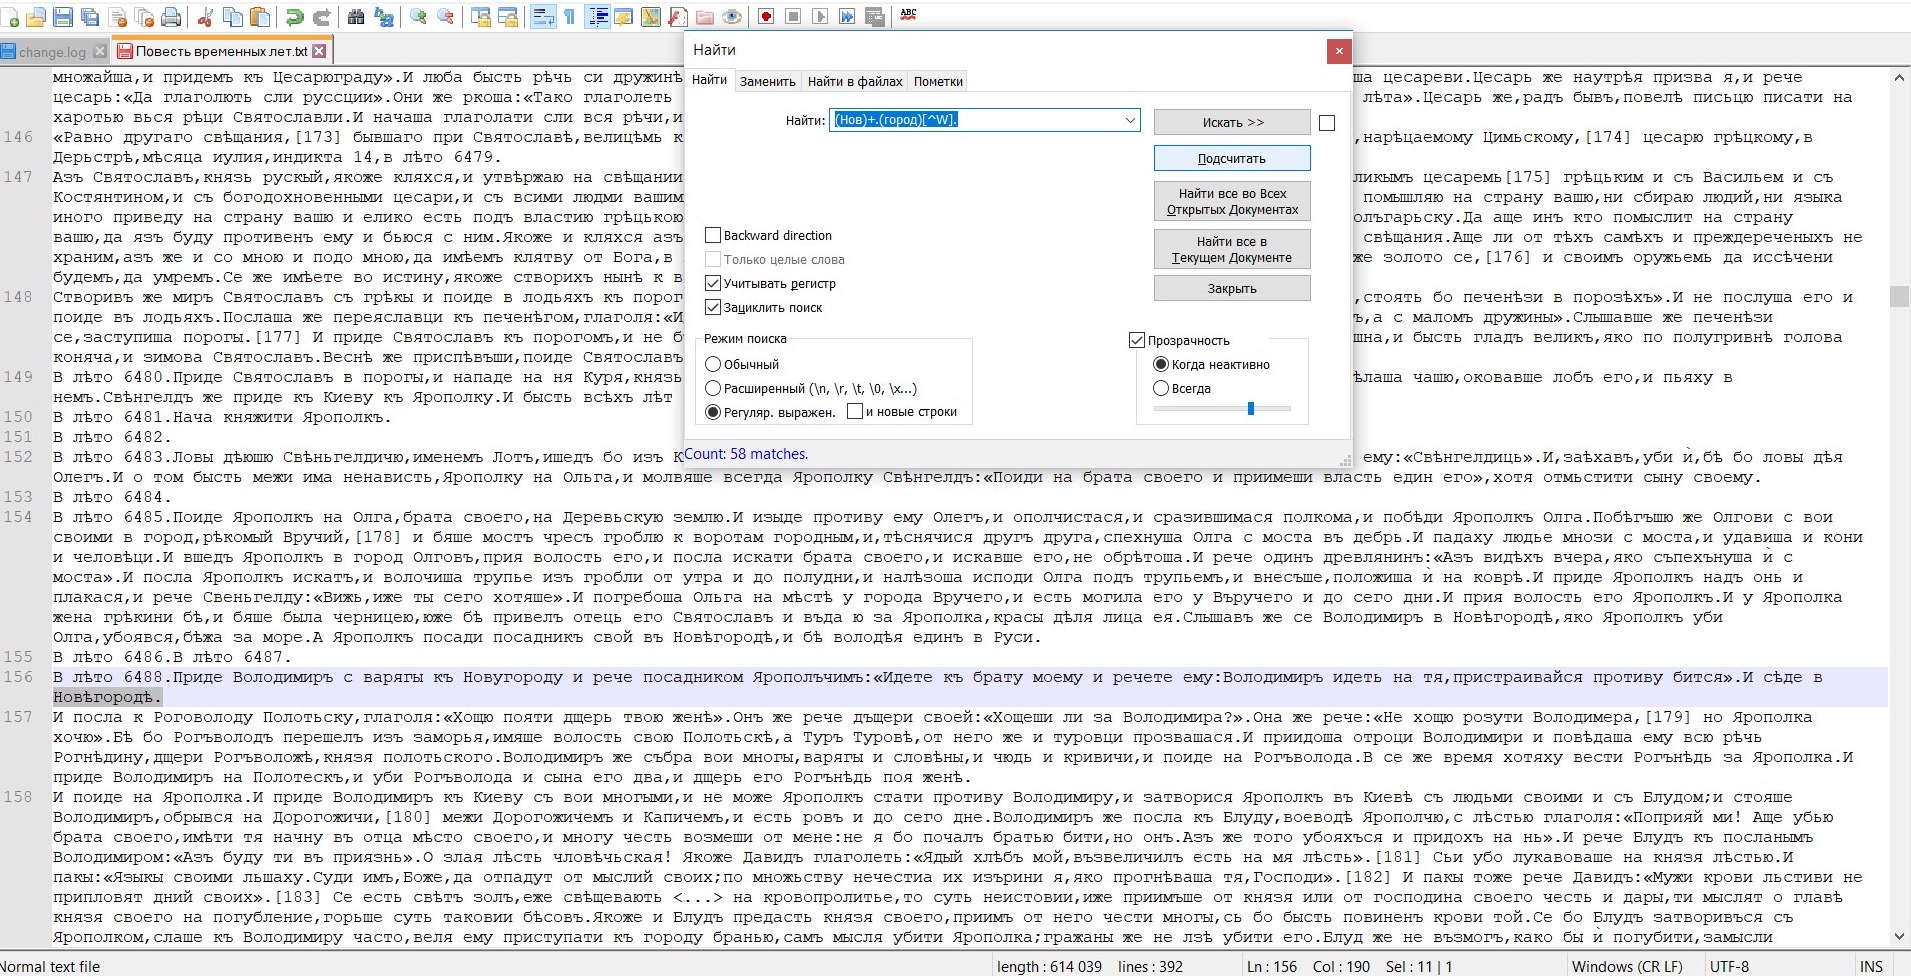 ABC
change.log
Повесть временных лет.txt
Найти
множайша,и придемъ къ Цесарюграду».И люба бысть рѣчь си дружинѣ
ша цесареви.Цесарь же наутрѣя призва я,и рече
Найти Заменить Найти в файлах Пометки
цесарь:«Да глаголють сли руссции».Они же ркоша:«Тако глаголеть
лѣта».Цесарь же,радъ бывъ,повелѣ письцю писати на
харотью вься рѣци Святославли.И начаша глаголати сли вся рѣчи,и
Найти: (Нов)+.(город)[^W].
Искать >>
146 «Равно другаго свѣщания,[173] бывшаго при Святославѣ,велицѣмь к
,нарѣцаемому Цимьскому,[174] цесарю грѣцкому,в
Дерьстрѣ,мѣсяца иулия,индикта 14,в лѣто 6479.
Подсчитать
147 Азъ Святославъ,князь руский,якоже кляхся,и утвѣржаю на свѣщании
ликымъ цесаремь[175] грѣцьким и съ Васильем и съ
Костянтином,и съ богодохновенными цесари,и съ всими людми вашим
помышляю на страну вашю,ни сбираю людий,ни языка
Найти все во Всех
Открытых Документах
иного приведу на страну вашю и елико есть подъ властию грѣцькою
олъгарьску.Да аще инъ кто помыслит на страну
вашю,да язъ буду противенъ ему и бьюся с ним.Якоже и кляхся азъ
свѣщания.Аще ли от тѣхъ самѣхъ и преждереченыхъ не
Backward direction
Найти все в
Текущем Документе
храним,азъ же и со мною и подо мною,да имѣемъ клятву от Бога,в
же золото се,[176] и своимъ оружьемь да иссѣчени
Только целые слова
будемъ,да умремъ.Се же имѣете во истину,якоже створихъ нынѣ к в
Учитывать регистр
Закрыть
148 Створивъ же миръ Святославъ съ грѣкы и поиде в лодьяхъ къ порог
,стоять бо печенѣзи в порозѣхъ».И не послуша его и
Зациклить поиск
поиде въ лодьяхъ.Послаша же переяславци къ печенѣгом,глаголя:«И
ъ,а с маломъ дружины».Слышавше же печенѣзи
се,заступиша порогы.[177] И приде Святославъ къ порогомъ,и не б
шна,и бысть гладъ великъ,яко по полугривнѣ голова
Режим поиска
Прозрачность
коняча,и зимова Святославъ.Веснѣ же приспѣвъши,поиде Святославъ
Обычный
Когда неактивно
149 В лѣто 6480.Приде Святославъ в порогы,и нападе на ня Куря,князь
ѣлаша чашю,оковавше лобъ его,и пьяху в
Расширенный (\n, \r, \t, \0, \x...)
Всегда
немъ.Свѣнгелдъ же приде къ Киеву къ Ярополку.И бысть всѣхъ лѣт
Регуляр. выражен. и новые строки
150 В лѣто 6481.Нача княжити Ярополкъ.
151 В лѣто 6482.
152 В лѣто 6483.Ловы дѣюшю Свѣньгелдичю,именемъ Лотъ,ишедъ бо изъ К
Count: 58 matches.
ему:«Свѣнгелдиць».И,заѣхавъ,уби ѝ,бѣ бо ловы дѣя
Олегъ.И о том бысть межи има ненависть,Ярополку на Ольга,и молвяше всегда Ярополку Свѣнгелдъ:«Поиди на брата своего и приимеши власть един его»,хотя отмьстити сыну своему.
153 В лѣто 6484.
154 В лѣто 6485.Поиде Ярополкъ на Олга,брата своего,на Деревьскую землю.И изыде противу ему Олегъ,и ополчистася,и сразившимася полкома,и побѣди Ярополкъ Олга.Побѣгъшю же Олгови с вои
своими в город,рѣкомый Вручий,[178] и бяше мостъ чресъ гроблю к воротам городным,и,тѣснячися другъ друга,спехнуша Олга с моста въ дебрь.И падаху людье мнози с моста,и удавиша и кони
и человѣци.И вшедъ Ярополкъ в город Олговъ,прия волость его,и посла искати брата своего,и искавше его,не обрѣтоша.И рече одинъ древлянинъ:«Азъ видѣхъ вчера,яко съпехънуша ѝ с
моста».И посла Ярополкъ искатъ,и волочиша трупье изъ гробли от утра и до полудни,и налѣзоша исподи Олга подъ трупьемъ,и внесъше,положиша ѝ на коврѣ.И приде Ярополкъ надъ онь и
плакася,и рече Свеньгелду:«Вижь,иже ты сего хотяше».И погребоша Ольга на мѣстѣ у города Вручего,и есть могила его у Въручего и до сего дни.И прия волость его Ярополкъ.И у Ярополка
жена грѣкини бѣ,и бяше была черницею,юже бѣ привелъ отець его Святославъ и въда ю за Ярополка,красы дѣля лица ея.Слышавъ же се Володимиръ в Новѣгородѣ,яко Ярополкъ уби
Олга,убоявся,бѣжа за море.А Ярополкъ посади посадникъ свой въ Новѣгородѣ,и бѣ володѣя единъ в Руси.
155 В лѣто 6486.В лѣто 6487.
156 В лѣто 6488.Приде Володимиръ с варягы къ Новугороду и рече посадником Ярополъчимъ:«Идете къ брату моему и речете ему:Володимиръ идеть на тя,пристраивайся противу бится».И сѣде в
Новѣгородѣ.
157 И посла к Роговолоду Полотьску,глаголя:«Хощю пояти дщерь твою женѣ».Онъ же рече дъщери своей:«Хощеши ли за Володимира?».Она же рече:«Не хощю розути Володимера,[179] но Ярополка
хочю».Бѣ бо Рогъволодъ перешелъ изъ заморья,имяше волость свою Полотьскѣ,а Туръ Туровѣ,от него же и туровци прозвашася.И приидоша отроци Володимири и повѣдаша ему всю рѣчь
Рогнѣдину,дщери Рогъволожѣ,князя полотьского.Володимиръ же събра вои многы,варягы и словѣны,и чюдь и кривичи,и поиде на Рогъволода.В се же время хотяху вести Рогънѣдь за Ярополка.И
приде Володимиръ на Полотескъ,и уби Рогъволода и сына его два,и дщерь его Рогънѣдь поя женѣ.
158 И поиде на Ярополка.И приде Володимиръ къ Киеву съ вои многыми,и не може Ярополкъ стати противу Володимиру,и затворися Ярополкъ въ Киевѣ съ людьми своими и съ Блудом;и стояше
Володимиръ,обрывся на Дорогожичи,[180] межи Дорогожичемъ и Капичемъ,и есть ровъ и до сего дне.Володимиръ же посла къ Блуду,воеводѣ Ярополчю,с лѣстью глаголя:«Поприяй ми! Аще убью
брата своего,имѣти тя начну въ отца мѣсто своего,и многу честь возмеши от мене:не я бо почалъ братью бити,но онъ.Азъ же того убояхъся и придохъ на нь».И рече Блудъ къ посланымъ
Володимиром:«Азъ буду ти въ приязнь».О злая лѣсть чловѣчьская! Якоже Давидъ глаголеть:«Ядый хлѣбъ мой,възвеличилъ есть на мя лѣсть».[181] Сьи убо лукавоваше на князя лѣстью.И
пакы:«Языкы своими льшаху.Суди имъ,Боже,да отпадут от мыслий своих;по множьству нечестиа их изърини я,яко прогнѣваша тя,Господи».[182] И пакы тоже рече Давидъ:«Мужи крови льстиви не
припловят дний своих».[183] Се есть свѣтъ золъ,еже свѣщевають <...> на кровопролитье,то суть неистовии,иже приимъше от князя или от господина своего честь и дары,ти мыслят о главѣ
князя своего на погубление,горьше суть таковии бѣсовъ.Якоже и Блудъ предасть князя своего,приимъ от него чести многы,сь бо бысть повиненъ крови той.Се бо Блудъ затворивъся съ
Ярополком,слаше къ Володимиру часто,веля ему приступати къ городу бранью,самъ мысля убити Ярополка;гражаны же не лзѣ убити его.Блуд же не възмогъ,како бы ѝ погубити,замысли
Normal text file length : 614 039 lines : 392 Ln : 156 Col : 190 Sel : 11 | 1 Windows (CR LF) UTF-8 INS